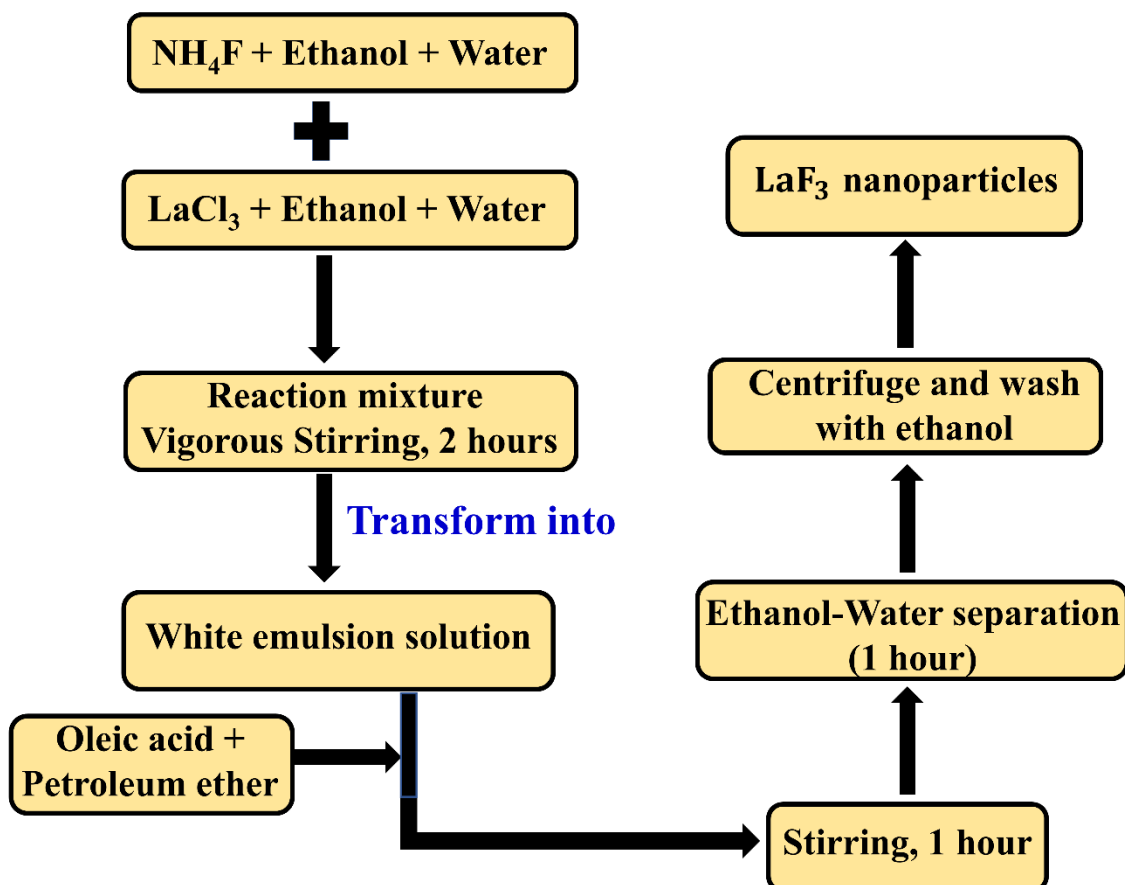 NH₄F + Ethanol + Water
LaCl₃ + Ethanol + Water
Reaction mixture
Vigorous Stirring, 2 hours
Transform into
White emulsion solution
Oleic acid +
Petroleum ether
Stirring, 1 hour
Ethanol-Water separation
(1 hour)
Centrifuge and wash
with ethanol
LaF₃ nanoparticles